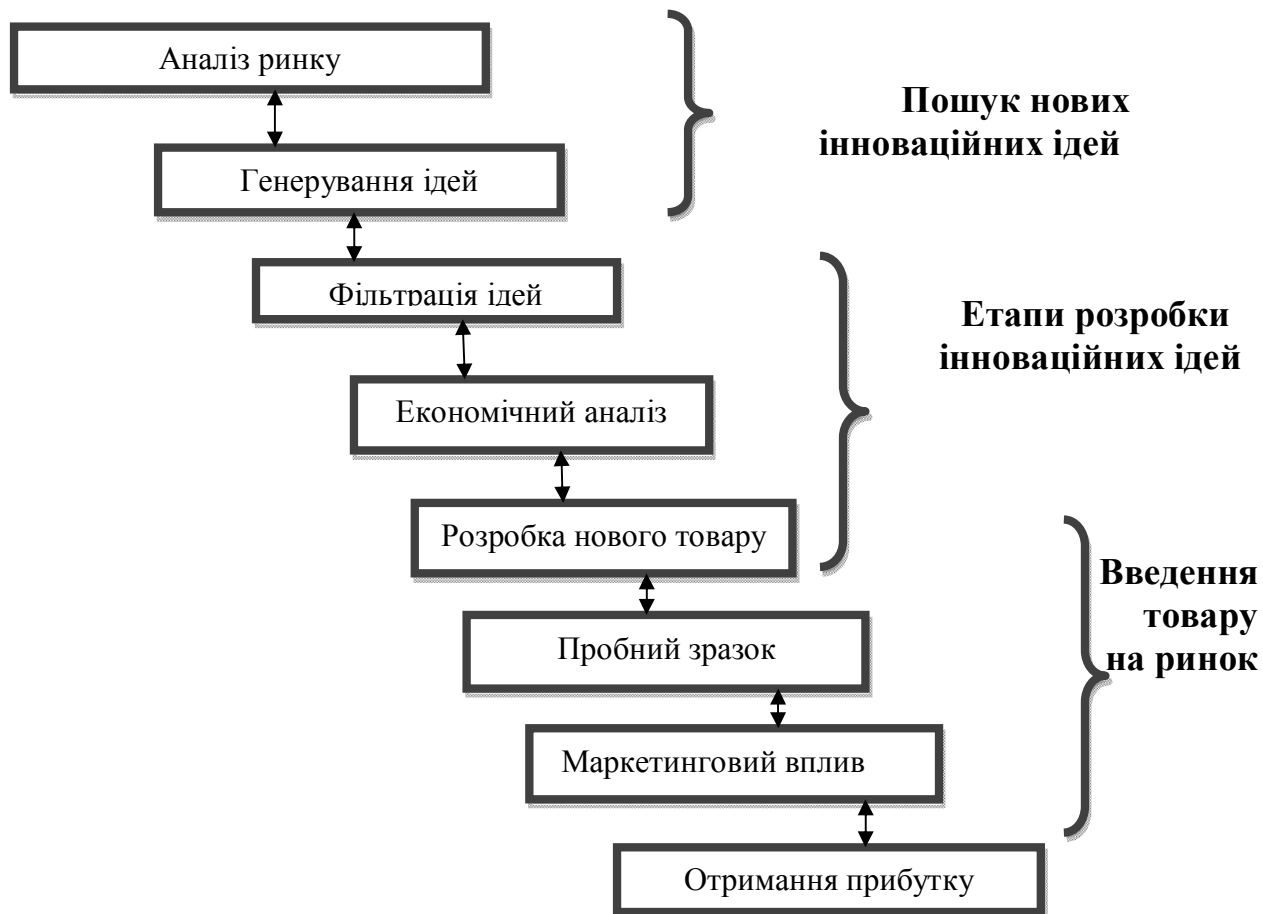 Аналіз ринку
Пошук нових
інноваційних ідей
Генерування ідей
Фільтрація ідей
Етапи розробки
інноваційних ідей
Економічний аналіз
Розробка нового товару
Введення
товару
на ринок
Пробний зразок
Маркетинговий вплив
Отримання прибутку